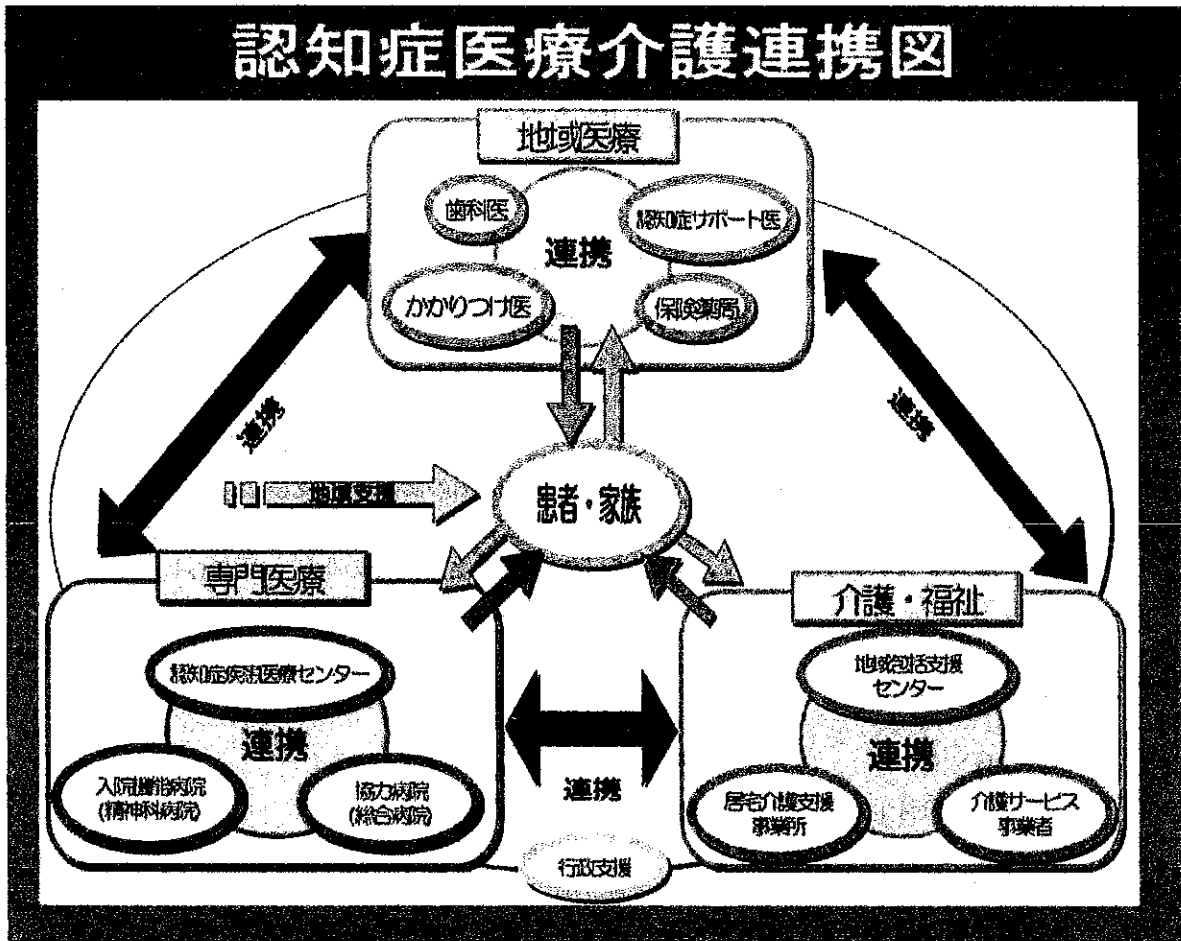 認知症医療介護連携図
地域医療
歯科医
認知症サポート医
連携
かかりつけ医
保険薬局
連携
連携
地域支援
患者・家族
専門医療
認知症疾患医療センター
連携
入院機能病院
(精神科病院)
協力病院
(総合病院)
連携
介護・福祉
地域包括支援
センター
連携
居宅介護支援
事業所
介護サービス
事業者
行政支援